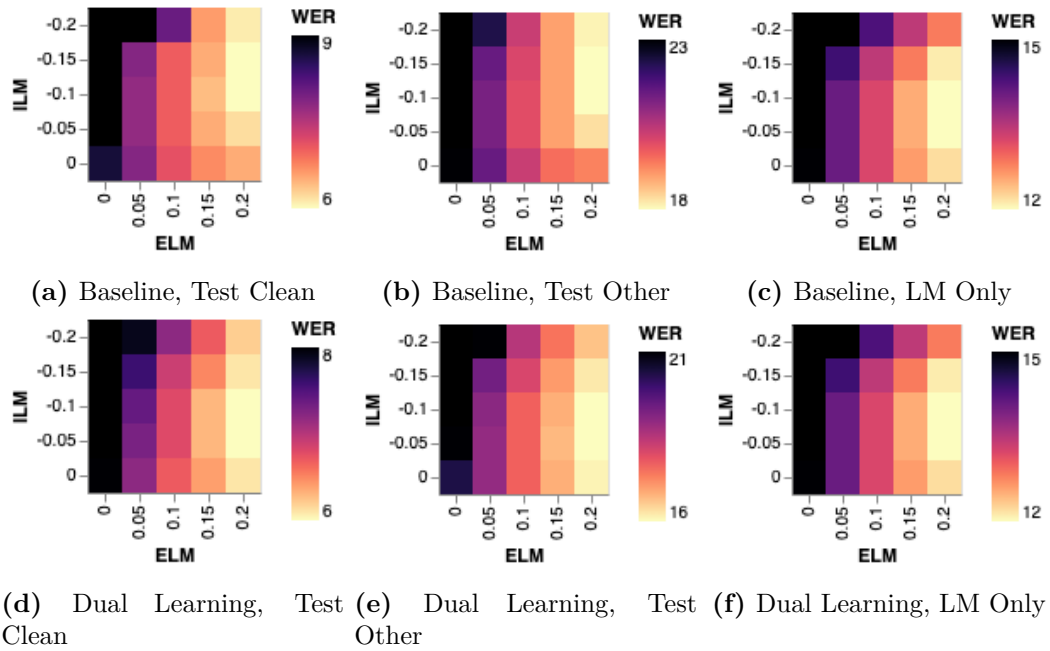 WER
9
6
ILM
-0.2
-0.15
-0.1
-0.05
0
0
0.05
0.1
0.15
0.2
ELM
WER
23
18
ILM
-0.2
-0.15
-0.1
-0.05
0
0
0.05
0.1
0.15
0.2
ELM
WER
15
12
ILM
-0.2
-0.15
-0.1
-0.05
0
0
0.05
0.1
0.15
0.2
ELM
(a) Baseline, Test Clean
(b) Baseline, Test Other
(c) Baseline, LM Only
WER
8
6
ILM
-0.2
-0.15
-0.1
-0.05
0
0
0.05
0.1
0.15
0.2
ELM
WER
21
16
ILM
-0.2
-0.15
-0.1
-0.05
0
0
0.05
0.1
0.15
0.2
ELM
WER
15
12
ILM
-0.2
-0.15
-0.1
-0.05
0
0
0.05
0.1
0.15
0.2
ELM
(d) Dual Learning, Test
Clean
(e) Dual Learning, Test
Other
(f) Dual Learning, LM Only